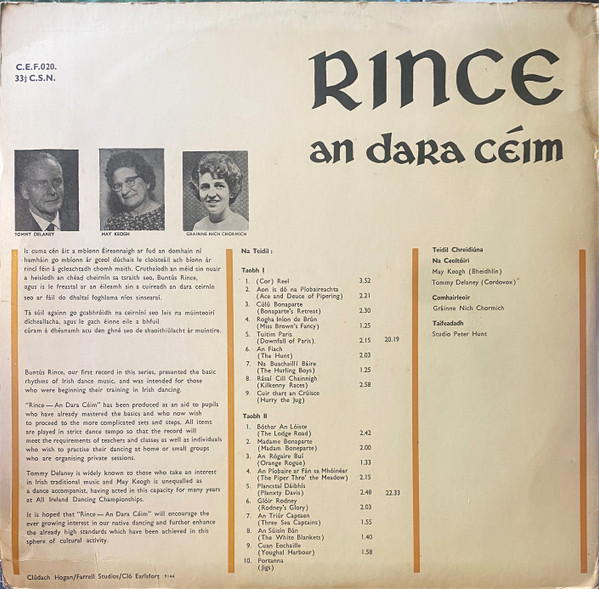 C.E.F.020.
33⅓ C.S.N.
RINCE
an dara céim
TOMMY DELANEY
MAY KEOGH
GRÁINNE NICH CHORMICH
Is cuma cén áit a mbíonn Éireannaigh ar fud an domhain ní
hamháin go mbíonn ár gceol dúchais le cloisteáil ach bíonn ár
rincí féin á gcleachtadh chomh maith. Cruthaíodh an méid sin nuair
a heisíodh an chéad cheirnín sa tsraith seo, Buntús Rince,
agus is le freastal ar an éileamh sin a cuireadh an dara ceirnín
seo ar fáil do dhaltaí foghlama níos sinsearaí.
Tá súil againn go gcabhróidh na ceirníní seo leis na múinteoirí
dícheallacha, agus le gach éinne eile a bhfuil
cúram á dhéanamh acu den ghné seo de shaoithiúlacht ár muintire.
Buntús Rince, our first record in this series, presented the basic
rhythms of Irish dance music, and was intended for those
who were beginning their training in Irish dancing.
"Rince — An Dara Céim" has been produced as an aid to pupils
who have already mastered the basics and who now wish
to proceed to the more complicated sets and steps. All items
are played in strict dance tempo so that the record will
meet the requirements of teachers and classes as well as individuals
who wish to practise their dancing at home or small groups
who are organising private sessions.
Tommy Delaney is widely known to those who take an interest
in Irish traditional music and May Keogh is unequalled as
a dance accompanist, having acted in this capacity for many years
at All Ireland Dancing Championships.
It is hoped that "Rince — An Dara Céim" will encourage the
ever growing interest in our native dancing and further enhance
the already high standards which have been achieved in this
sphere of cultural activity.
Clúdach Hogan/Farrell Studios/Cló Earlsfort 9/66
Na Teidil:
Taobh I
1. (Cor) Reel 3.52
2. Aon is dó na Píobaireachta
(Ace and Deuce of Pipering) 2.21
3. Cúlú Bonaparte
(Bonaparte's Retreat) 2.30
4. Rogha Iníon de Brún
(Miss Brown's Fancy) 1.25
5. Tuitim Paris
(Downfall of Paris). 2.15 20.19
6. An Fiach
(The Hunt) 2.03
7. Na Buachaillí Báire
(The Hurling Boys) 1.25
8. Rásaí Cill Chainnigh
(Kilkenny Races) 2.58
9. Cuir thart an Crúisce
(Hurry the Jug)
Taobh II
1. Bóthar An Lóiste
(The Lodge Road) 2.42
2. Madame Bonaparte
(Madam Bonaparte) 2.00
3. An Rógaire Buí
(Orange Rogue) 1.33
4. An Píobaire ar Fán sa Mhóinéar
(The Piper Thro' the Meadow) 2.15
5. Plancstaí Dáibhis
(Planxty Davis) 2.48 22.33
6. Glóir Rodney
(Rodney's Glory) 2.03
7. An Triúr Captaen
(Three Sea Captains) 1.55
8. An Súisín Bán
(The White Blankets) 1.40
9. Cuan Eochaille
(Youghal Harbour) 1.58
10. Portanna
(Jigs)
Teidil Chreidiúna
Na Ceoltóirí
May Keogh (Bheidhlín)
Tommy Delaney (Cordovox)
Comhairleoir
Gráinne Nich Chormich
Taifeadadh
Studio Peter Hunt